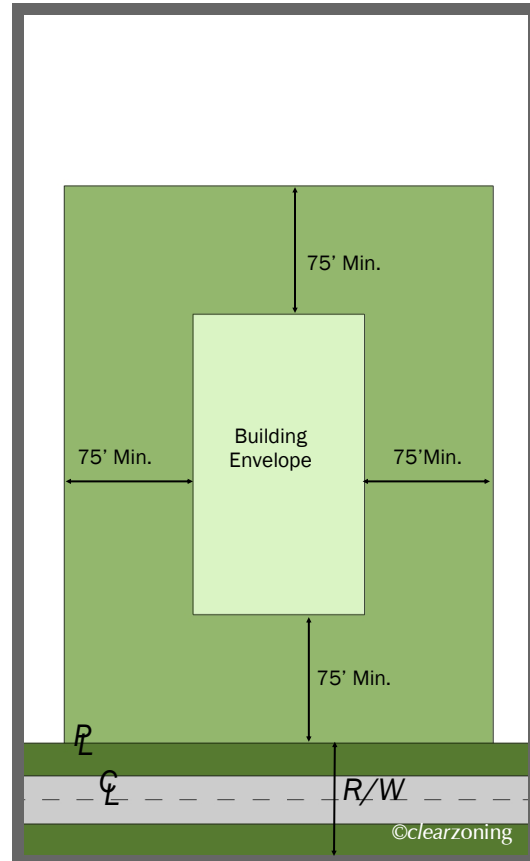 75' Min.
Building
Envelope
75' Min.
75'Min.
75' Min.
PL
CL
R/W
©clearzoning